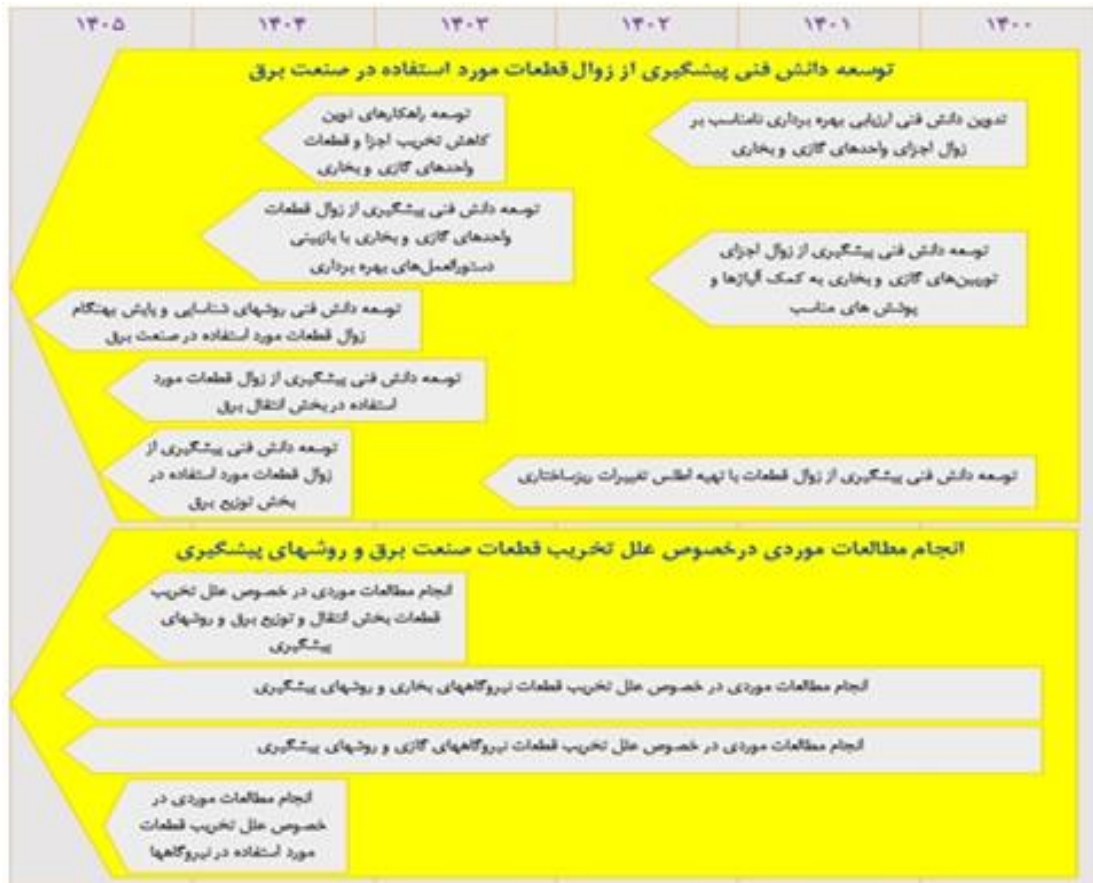 ۱۴۰۰ ۱۴۰۱ ۱۴۰۲ ۱۴۰۳ ۱۴۰۴ ۱۴۰۵
توسعه دانش فنی پیشگیری از زوال قطعات مورد استفاده در صنعت برق
تدوین دانش فنی ارزیابی بهره برداری نامناسب بر
زوال اجزای واحدهای گازی و بخاری
توسعه راهکارهای نوین
کاهش تخریب اجزا و قطعات
واحدهای گازی و بخاری
توسعه دانش فنی پیشگیری از زوال قطعات
واحدهای گازی و بخاری با بازبینی
دستورالعمل‌های بهره برداری
توسعه دانش فنی پیشگیری از زوال اجزای
توربین‌های گازی و بخاری به کمک آلیاژها و
پوشش های مناسب
توسعه دانش فنی روشهای شناسایی و پایش بهنگام
زوال قطعات مورد استفاده در صنعت برق
توسعه دانش فنی پیشگیری از زوال قطعات مورد
استفاده در بخش انتقال برق
توسعه دانش فنی پیشگیری از
زوال قطعات مورد استفاده در
بخش توزیع برق
توسعه دانش فنی پیشگیری از زوال قطعات با تهیه اطلس تغییرات ریزساختاری
انجام مطالعات موردی درخصوص علل تخریب قطعات صنعت برق و روشهای پیشگیری
انجام مطالعات موردی در خصوص علل تخریب
قطعات بخش انتقال و توزیع برق و روشهای
پیشگیری
انجام مطالعات موردی در خصوص علل تخریب قطعات نیروگاههای بخاری و روشهای پیشگیری
انجام مطالعات موردی در خصوص علل تخریب قطعات نیروگاههای گازی و روشهای پیشگیری
انجام مطالعات موردی در
خصوص علل تخریب قطعات
مورد استفاده در نیروگاهها